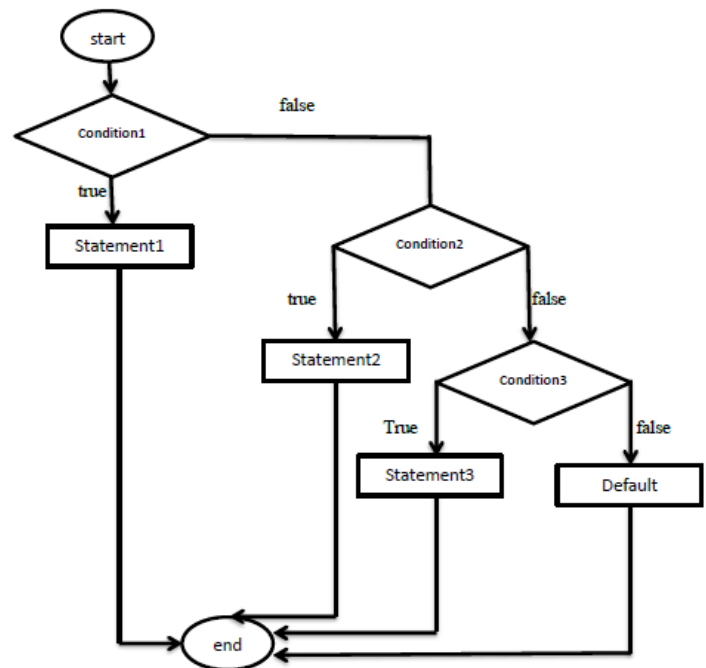 start
false
Condition1
true
Statement1
Condition2
true
false
Statement2
Condition3
True
false
Statement3
Default
end